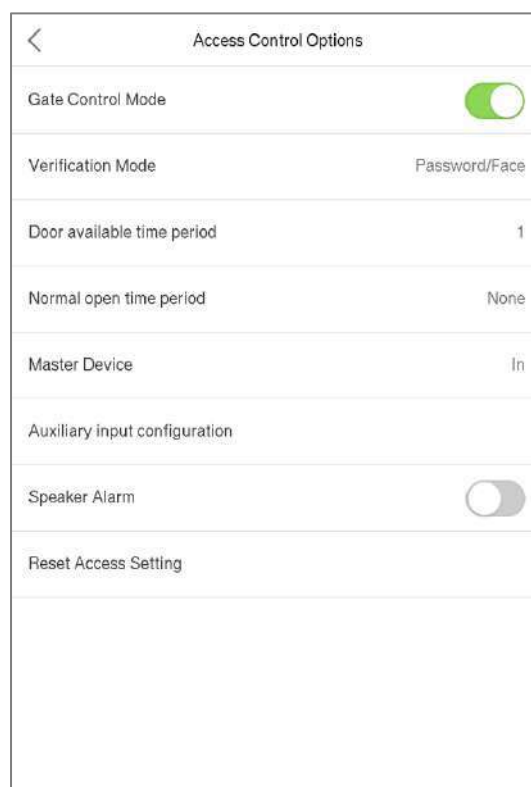 Access Control Options
Gate Control Mode
Verification Mode Password/Face
Door available time period 1
Normal open time period None
Master Device In
Auxiliary input configuration
Speaker Alarm
Reset Access Setting